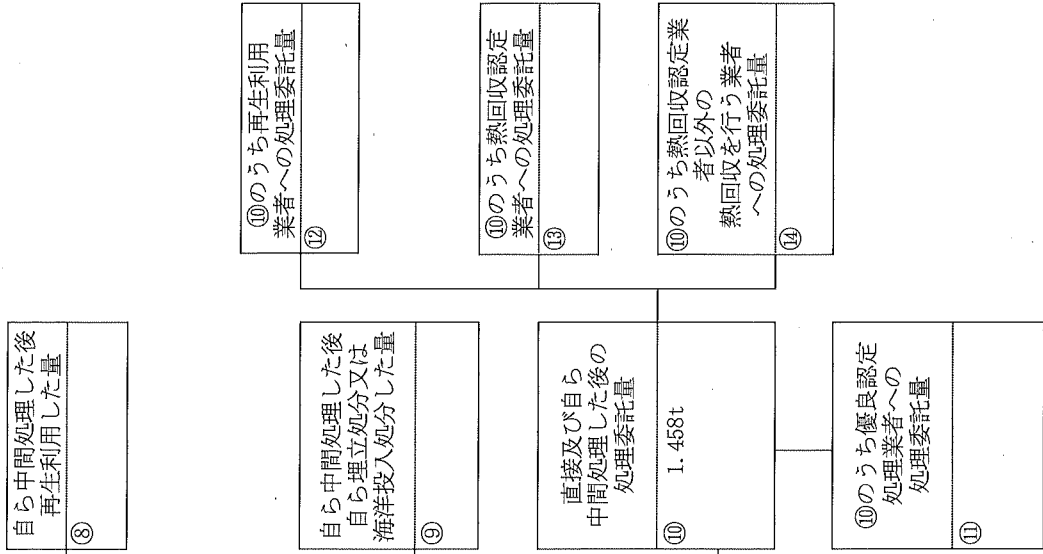 自ら中間処理した後
再生利用した量
⑧
自ら中間処理した後
自ら埋立処分又は
海洋投入処分した量
⑨
直接及び自ら
中間処理した後の
処理委託量
⑩ 1.458t
⑩のうち優良認定
処理業者への
処理委託量
⑪
⑩のうち再生利用
業者への処理委託量
⑫
⑩のうち熱回収認定
業者への処理委託量
⑬
⑩のうち熱回収認定業
者以外の
熱回収を行う業者
への処理委託量
⑭